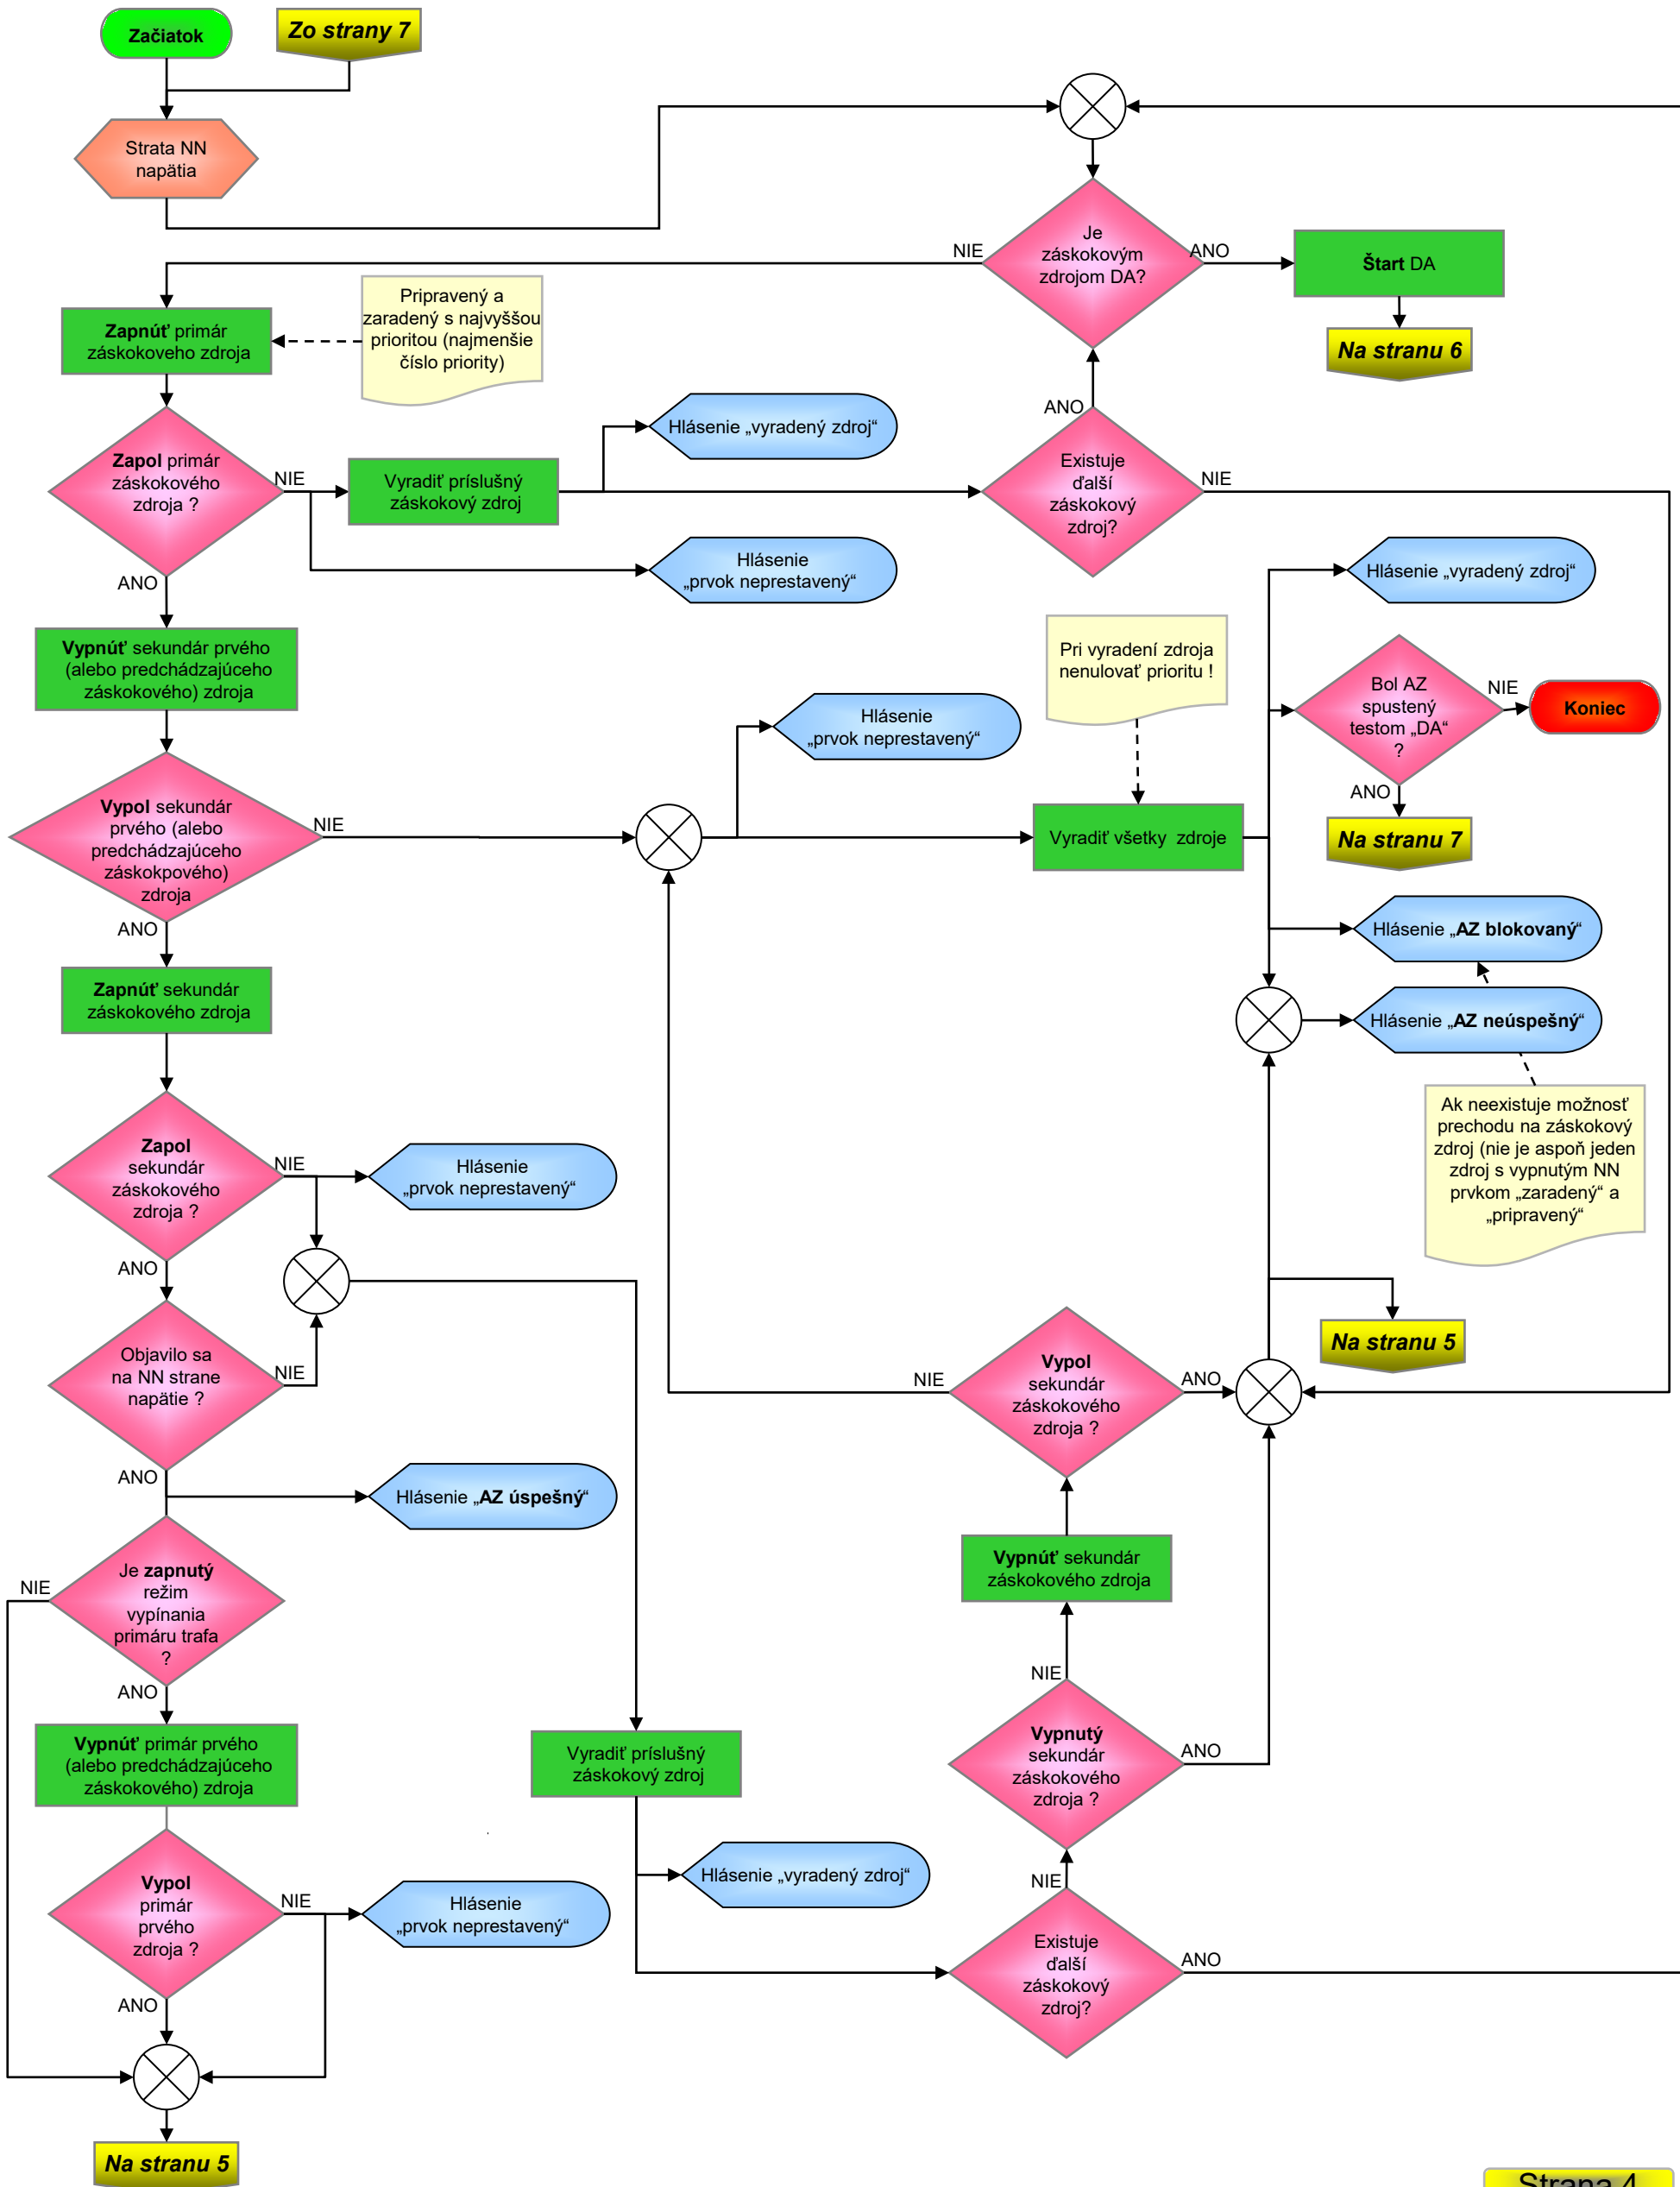 Začiatok
Zo strany 7
Strata NN
napätia
Je
záskokovým
zdrojom DA?
NIE
ANO
Štart DA
Na stranu 6
Zapnúť primár
záskokoveho zdroja
Pripravený a
zaradený s najvyššou
prioritou (najmenšie
číslo priority)
ANO
Zapol primár
záskokového
zdroja ?
NIE
Vyradiť príslušný
záskokový zdroj
Hlásenie „vyradený zdroj“
Existuje
ďalší
záskokový
zdroj?
NIE
Hlásenie
„prvok neprestavený“
ANO
Hlásenie „vyradený zdroj“
Vypnúť sekundár prvého
(alebo predchádzajúceho
záskokového) zdroja
Pri vyradení zdroja
nenulovať prioritu !
Bol AZ
spustený
testom „DA“
?
NIE
Koniec
Hlásenie
„prvok neprestavený“
ANO
Vypol sekundár
prvého (alebo
predchádzajúceho
záskokpového)
zdroja
NIE
Vyradiť všetky  zdroje
Na stranu 7
ANO
Hlásenie „AZ blokovaný“
Zapnúť sekundár
záskokového zdroja
Hlásenie „AZ neúspešný“
Ak neexistuje možnosť
prechodu na záskokový
zdroj (nie je aspoň jeden
zdroj s vypnutým NN
prvkom „zaradený“ a
„pripravený“
Zapol
sekundár
záskokového
zdroja ?
NIE
Hlásenie
„prvok neprestavený“
ANO
Objavilo sa
na NN strane
napätie ?
NIE
Na stranu 5
NIE
Vypol
sekundár
záskokového
zdroja ?
ANO
ANO
Hlásenie „AZ úspešný“
Vypnúť sekundár
záskokového zdroja
NIE
Je zapnutý
režim
vypínania
primáru trafa
?
NIE
ANO
Vypnúť primár prvého
(alebo predchádzajúceho
záskokového) zdroja
Vyradiť príslušný
záskokový zdroj
Vypnutý
sekundár
záskokového
zdroja ?
ANO
Vypol
primár
prvého
zdroja ?
NIE
Hlásenie
„prvok neprestavený“
Hlásenie „vyradený zdroj“
NIE
Existuje
ďalší
záskokový
zdroj?
ANO
ANO
Na stranu 5
Strana 4